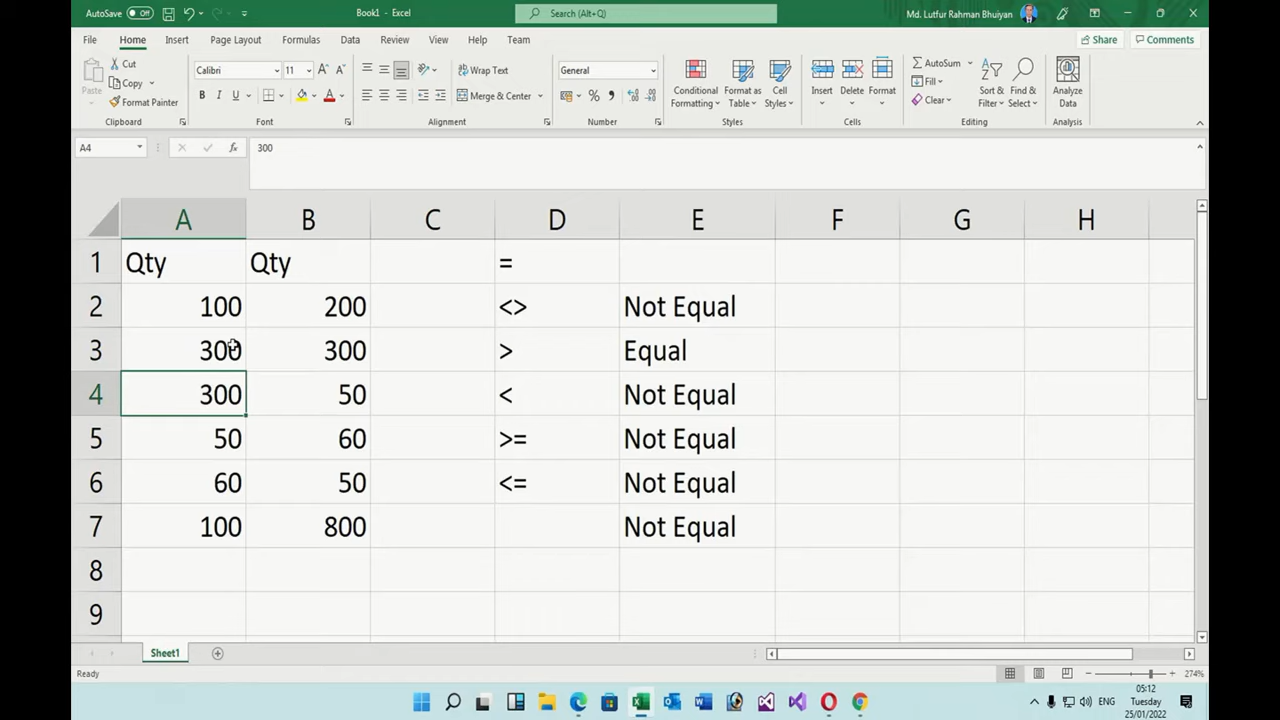 AutoSave Off Book1 - Excel Search (Alt+Q) Md. Lutfur Rahman Bhuiyan
File Home Insert Page Layout Formulas Data Review View Help Team Share Comments
Paste Cut Copy Format Painter Clipboard
Calibri 11 B I U Font
Wrap Text Merge & Center Alignment
General % , Number
Conditional Formatting Format as Table Cell Styles Styles
Insert Delete Format Cells
AutoSum Fill Clear Sort & Filter Find & Select Editing
Analyze Data Analysis
A4 fx 300
A B C D E F G H
1 Qty Qty =
2 100 200 <> Not Equal
3 300 300 > Equal
4 300 50 < Not Equal
5 50 60 >= Not Equal
6 60 50 <= Not Equal
7 100 800 Not Equal
8
9
Sheet1
Ready 274%
ENG 05:12
Tuesday
25/01/2022